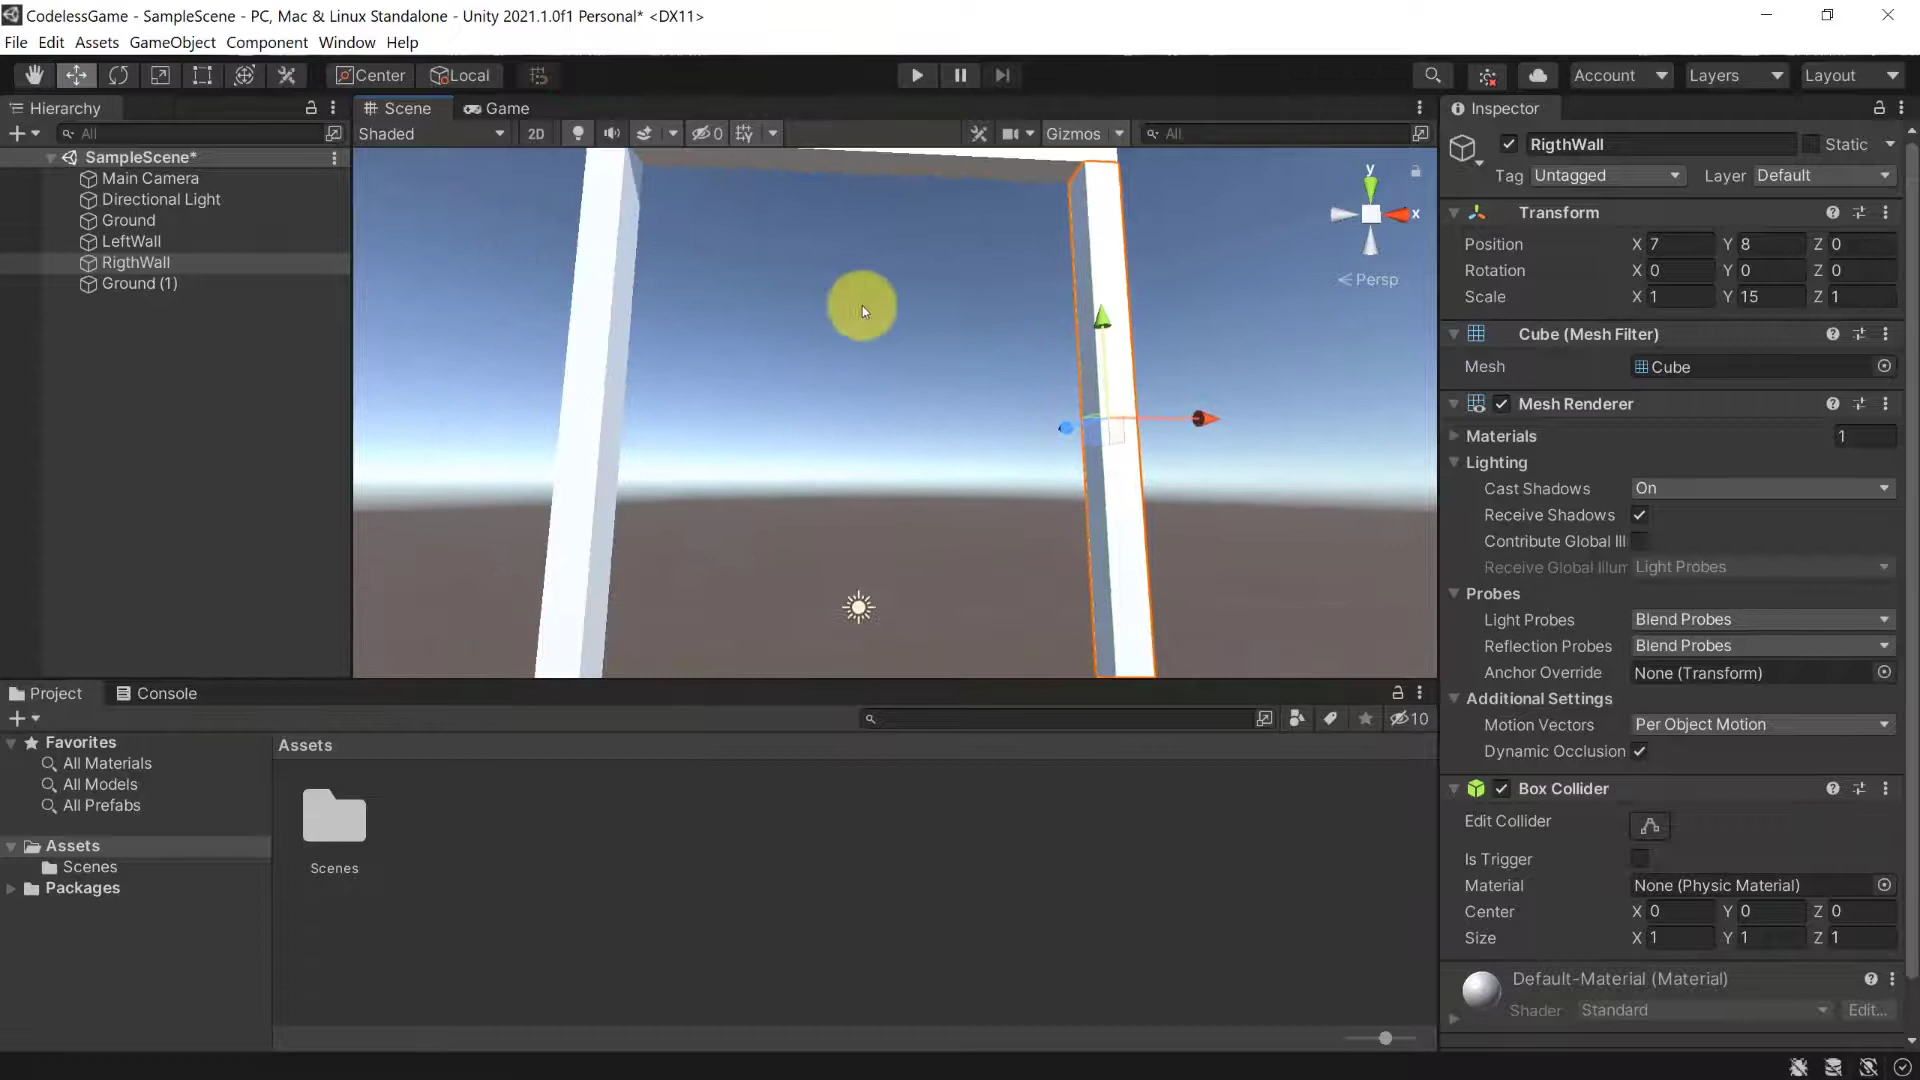 CodelessGame - SampleScene - PC, Mac & Linux Standalone - Unity 2021.1.0f1 Personal* <DX11>
File Edit Assets GameObject Component Window Help
Center Local Account Layers Layout
Hierarchy
All
SampleScene*
Main Camera
Directional Light
Ground
LeftWall
RigthWall
Ground (1)
Scene Game
Shaded 2D 0 Gizmos All
y
x
Persp
Project Console
10
Favorites
All Materials
All Models
All Prefabs
Assets
Scenes
Packages
Assets
Scenes
Inspector
RigthWall Static
Tag Untagged Layer Default
Transform
Position X 7 Y 8 Z 0
Rotation X 0 Y 0 Z 0
Scale X 1 Y 15 Z 1
Cube (Mesh Filter)
Mesh Cube
Mesh Renderer
Materials 1
Lighting
Cast Shadows On
Receive Shadows
Contribute Global Ill
Receive Global Illum Light Probes
Probes
Light Probes Blend Probes
Reflection Probes Blend Probes
Anchor Override None (Transform)
Additional Settings
Motion Vectors Per Object Motion
Dynamic Occlusion
Box Collider
Edit Collider
Is Trigger
Material None (Physic Material)
Center X 0 Y 0 Z 0
Size X 1 Y 1 Z 1
Default-Material (Material)
Shader Standard Edit...